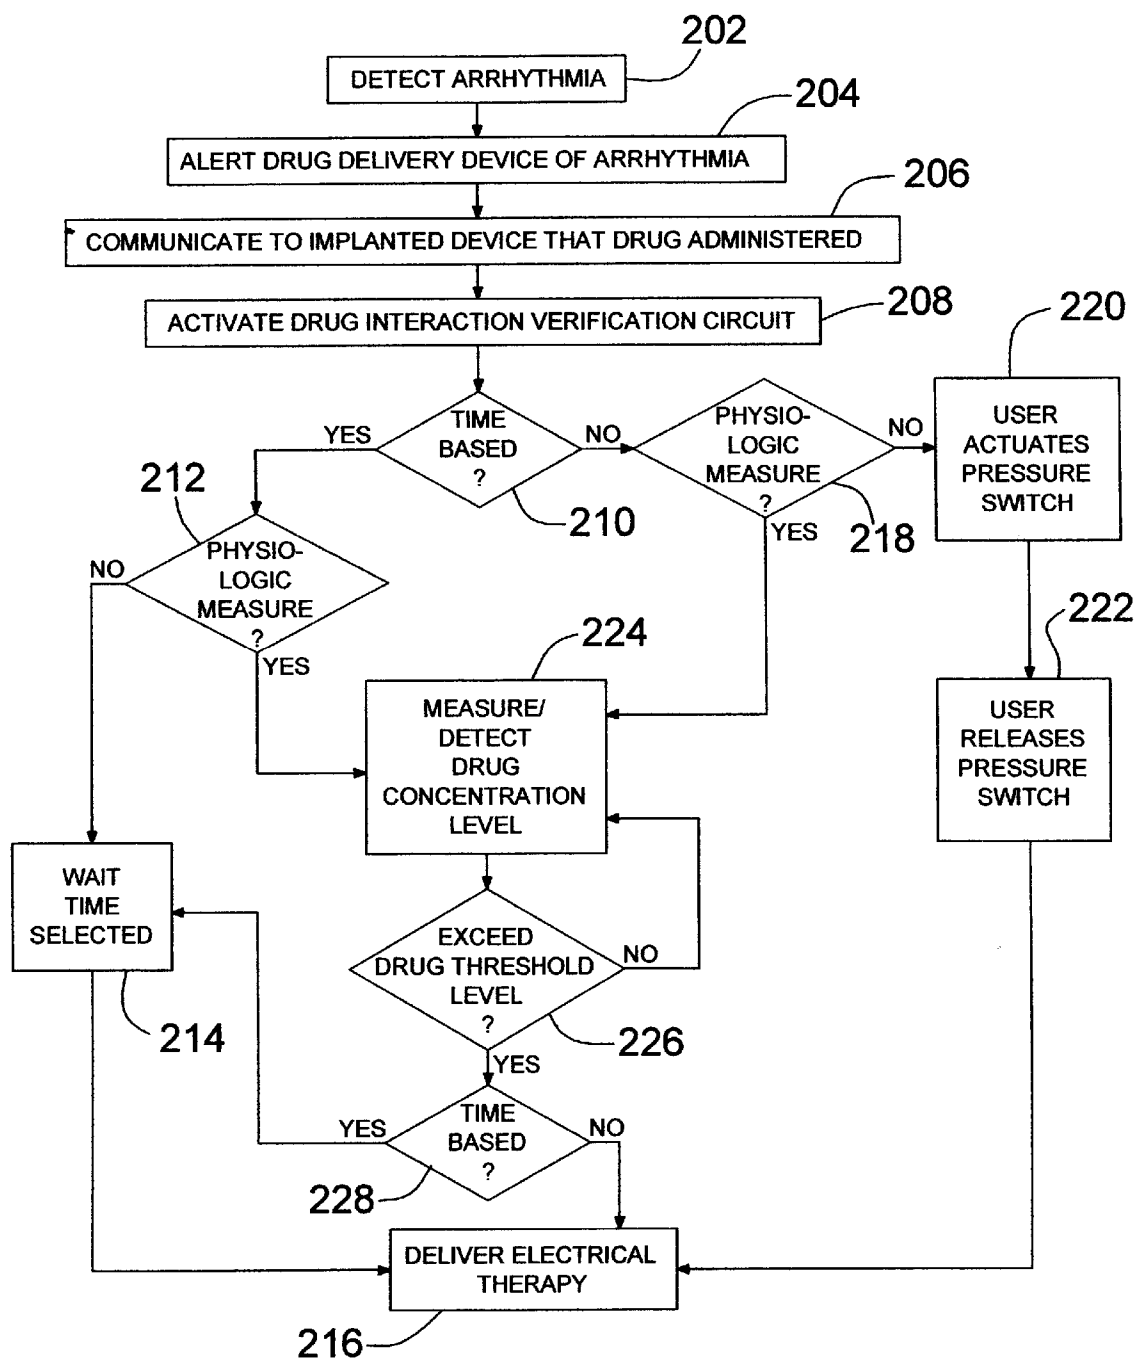 202
DETECT ARRHYTHMIA
204
ALERT DRUG DELIVERY DEVICE OF ARRHYTHMIA
206
COMMUNICATE TO IMPLANTED DEVICE THAT DRUG ADMINISTERED
208
ACTIVATE DRUG INTERACTION VERIFICATION CIRCUIT
220
TIME
BASED
?
YES
NO
210
PHYSIO-
LOGIC
MEASURE
?
NO
YES
218
USER
ACTUATES
PRESSURE
SWITCH
212
PHYSIO-
LOGIC
MEASURE
?
NO
YES
222
USER
RELEASES
PRESSURE
SWITCH
224
MEASURE/
DETECT
DRUG
CONCENTRATION
LEVEL
WAIT
TIME
SELECTED
214
EXCEED
DRUG THRESHOLD
LEVEL
?
NO
226
YES
TIME
BASED
?
YES
NO
228
DELIVER ELECTRICAL
THERAPY
216